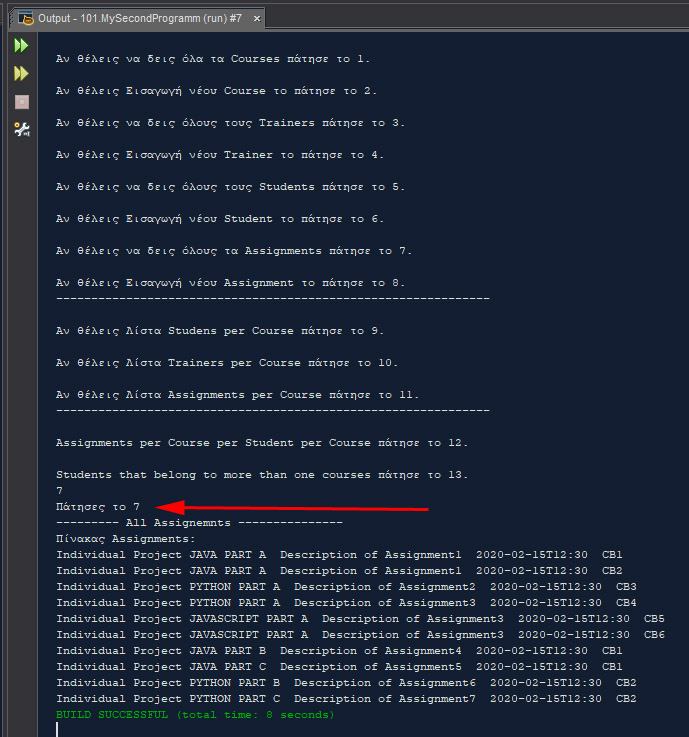 Output - 101.MySecondProgramm (run) #7
Αν θέλεις να δεις όλα τα Courses πάτησε το 1.
Αν θέλεις Εισαγωγή νέου Course το πάτησε το 2.
Αν θέλεις να δεις όλους τους Trainers πάτησε το 3.
Αν θέλεις Εισαγωγή νέου Trainer το πάτησε το 4.
Αν θέλεις να δεις όλους τους Students πάτησε το 5.
Αν θέλεις Εισαγωγή νέου Student το πάτησε το 6.
Αν θέλεις να δεις όλους τα Assignments πάτησε το 7.
Αν θέλεις Εισαγωγή νέου Assignment το πάτησε το 8.
--------------------------------------------------------------
Αν θέλεις Λίστα Studens per Course πάτησε το 9.
Αν θέλεις Λίστα Trainers per Course πάτησε το 10.
Αν θέλεις Λίστα Assignments per Course πάτησε το 11.
--------------------------------------------------------------
Assignments per Course per Student per Course πάτησε το 12.
Students that belong to more than one courses πάτησε το 13.
7
Πάτησες το 7
--------- All Assignemnts ---------------
Πίνακας Assignments:
Individual Project JAVA PART A  Description of Assignment1  2020-02-15T12:30  CB1
Individual Project JAVA PART A  Description of Assignment1  2020-02-15T12:30  CB2
Individual Project PYTHON PART A  Description of Assignment2  2020-02-15T12:30  CB3
Individual Project PYTHON PART A  Description of Assignment3  2020-02-15T12:30  CB4
Individual Project JAVASCRIPT PART A  Description of Assignment3  2020-02-15T12:30  CB5
Individual Project JAVASCRIPT PART A  Description of Assignment3  2020-02-15T12:30  CB6
Individual Project JAVA PART B  Description of Assignment4  2020-02-15T12:30  CB1
Individual Project JAVA PART C  Description of Assignment5  2020-02-15T12:30  CB1
Individual Project PYTHON PART B  Description of Assignment6  2020-02-15T12:30  CB2
Individual Project PYTHON PART C  Description of Assignment7  2020-02-15T12:30  CB2
BUILD SUCCESSFUL (total time: 8 seconds)